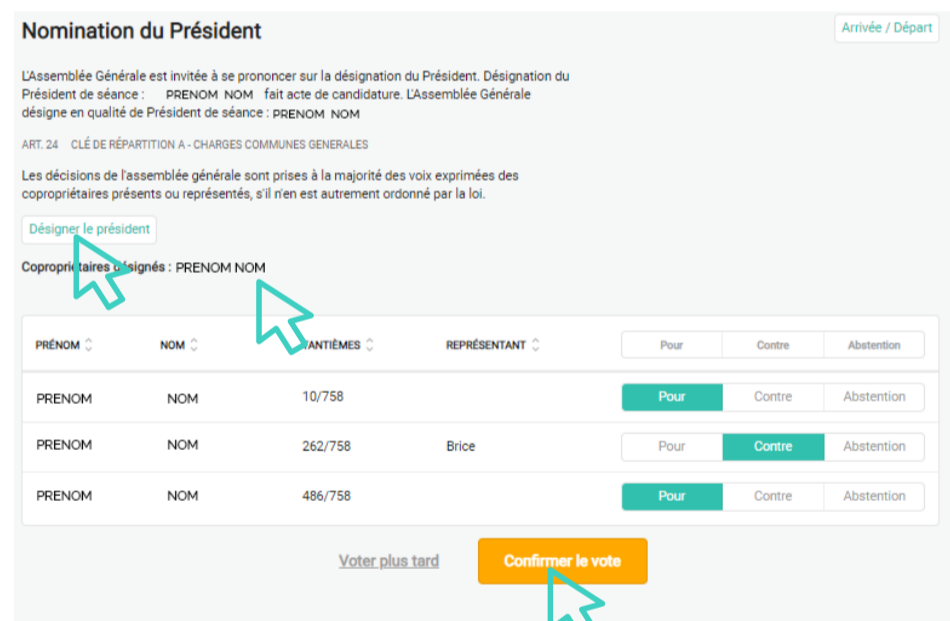 Nomination du Président
Arrivée / Départ
L'Assemblée Générale est invitée à se prononcer sur la désignation du Président. Désignation du
Président de séance : PRENOM NOM fait acte de candidature. L'Assemblée Générale
désigne en qualité de Président de séance : PRENOM NOM
ART. 24 CLÉ DE RÉPARTITION A - CHARGES COMMUNES GENERALES
Les décisions de l'assemblée générale sont prises à la majorité des voix exprimées des
copropriétaires présents ou représentés, s'il n'en est autrement ordonné par la loi.
Désigner le président
Copropriétaires désignés : PRENOM NOM
PRÉNOM NOM TANTIÈMES REPRÉSENTANT Pour Contre Abstention
PRENOM NOM 10/758 Pour Contre Abstention
PRENOM NOM 262/758 Brice Pour Contre Abstention
PRENOM NOM 486/758 Pour Contre Abstention
Voter plus tard Confirmer le vote